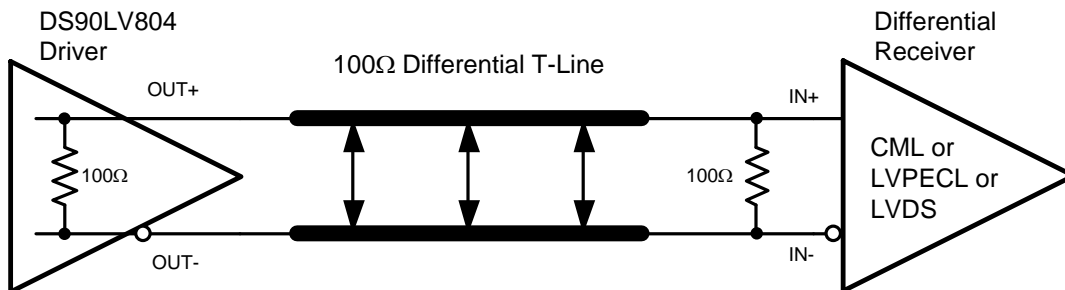 DS90LV804
Driver
OUT+
100Ω
OUT-
100Ω Differential T-Line
Differential
Receiver
IN+
100Ω
IN-
CML or
LVPECL or
LVDS